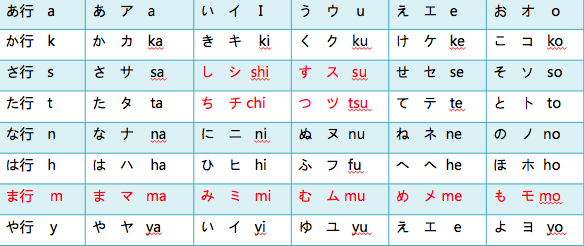 あ行 a あ ア a い イ I う ウ u え エ e お オ o
か行 k か カ ka き キ ki く ク ku け ケ ke こ コ ko
さ行 s さ サ sa し シ shi す ス su せ セ se そ ソ so
た行 t た タ ta ち チ chi つ ツ tsu て テ te と ト to
な行 n な ナ na に ニ ni ぬ ヌ nu ね ネ ne の ノ no
は行 h は ハ ha ひ ヒ hi ふ フ fu へ ヘ he ほ ホ ho
ま行 m ま マ ma み ミ mi む ム mu め メ me も モ mo
や行 y や ヤ ya い イ yi ゆ ユ yu え エ e よ ヨ yo